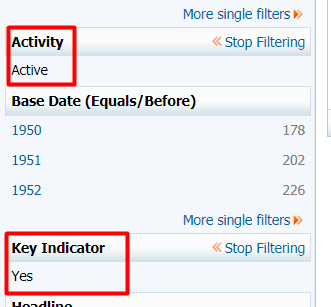 More single filters »
Activity « Stop Filtering
Active
Base Date (Equals/Before)
1950 178
1951 202
1952 226
More single filters »
Key Indicator « Stop Filtering
Yes
Headline